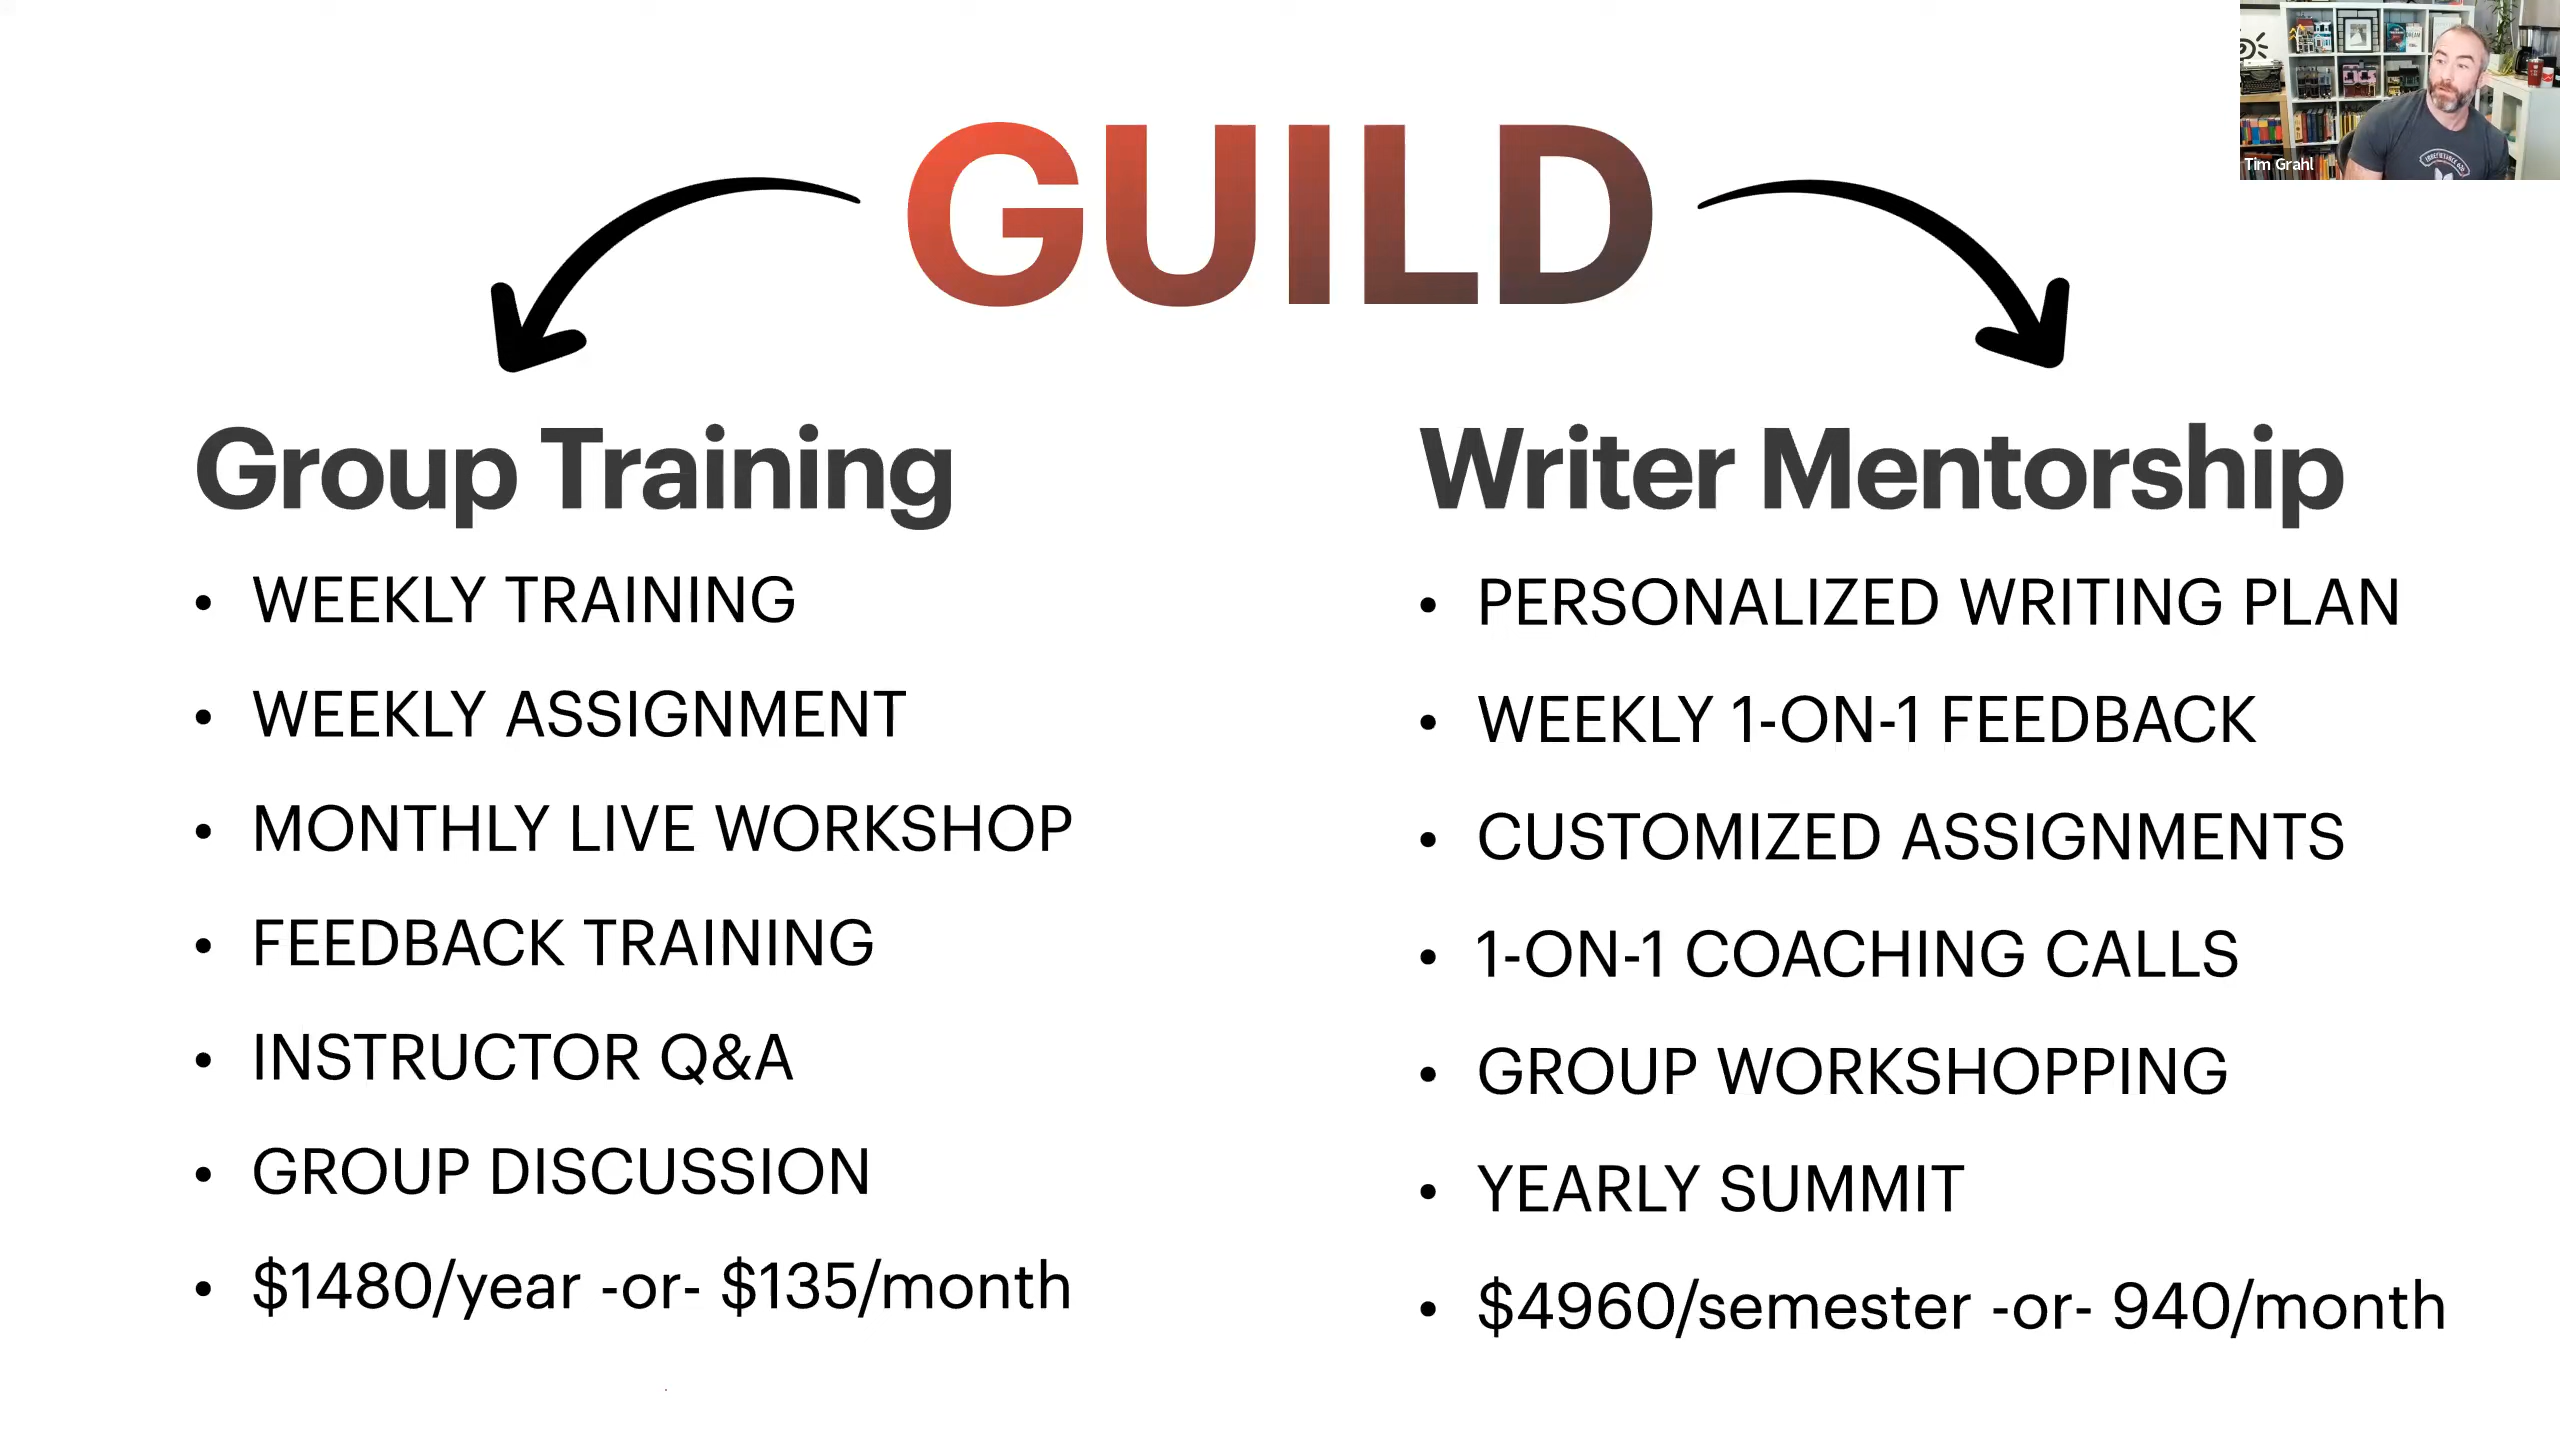 GUILD
Tim Grahl
Group Training
• WEEKLY TRAINING
• WEEKLY ASSIGNMENT
• MONTHLY LIVE WORKSHOP
• FEEDBACK TRAINING
• INSTRUCTOR Q&A
• GROUP DISCUSSION
• $1480/year -or- $135/month
Writer Mentorship
• PERSONALIZED WRITING PLAN
• WEEKLY 1-ON-1 FEEDBACK
• CUSTOMIZED ASSIGNMENTS
• 1-ON-1 COACHING CALLS
• GROUP WORKSHOPPING
• YEARLY SUMMIT
• $4960/semester -or- 940/month